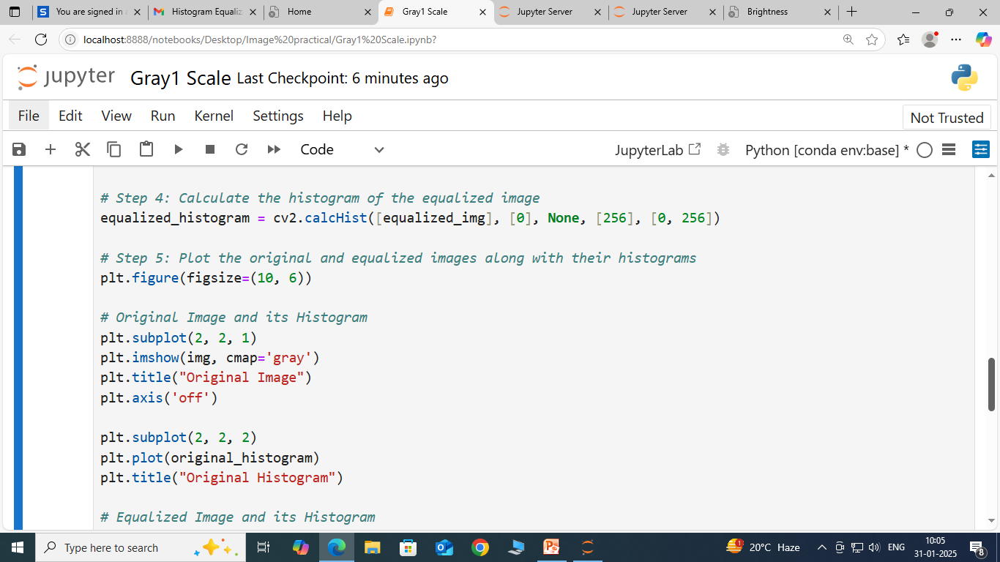 You are signed in a
Histogram Equaliz
Home
Gray1 Scale
Jupyter Server
Jupyter Server
Brightness
localhost:8888/notebooks/Desktop/Image%20practical/Gray1%20Scale.ipynb?
jupyter Gray1 Scale Last Checkpoint: 6 minutes ago
File Edit View Run Kernel Settings Help
Not Trusted
Code
JupyterLab
Python [conda env:base] *
# Step 4: Calculate the histogram of the equalized image
equalized_histogram = cv2.calcHist([equalized_img], [0], None, [256], [0, 256])
# Step 5: Plot the original and equalized images along with their histograms
plt.figure(figsize=(10, 6))
# Original Image and its Histogram
plt.subplot(2, 2, 1)
plt.imshow(img, cmap='gray')
plt.title("Original Image")
plt.axis('off')
plt.subplot(2, 2, 2)
plt.plot(original_histogram)
plt.title("Original Histogram")
# Equalized Image and its Histogram
Type here to search
1
20°C Haze
ENG
10:05
31-01-2025
8